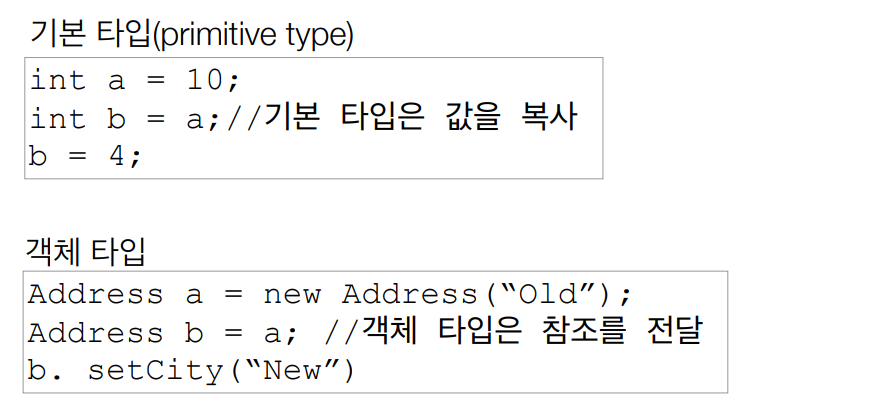 기본 타입(primitive type)
int a = 10;
int b = a;//기본 타입은 값을 복사
b = 4;
객체 타입
Address a = new Address(“Old”);
Address b = a; //객체 타입은 참조를 전달
b. setCity(“New”)